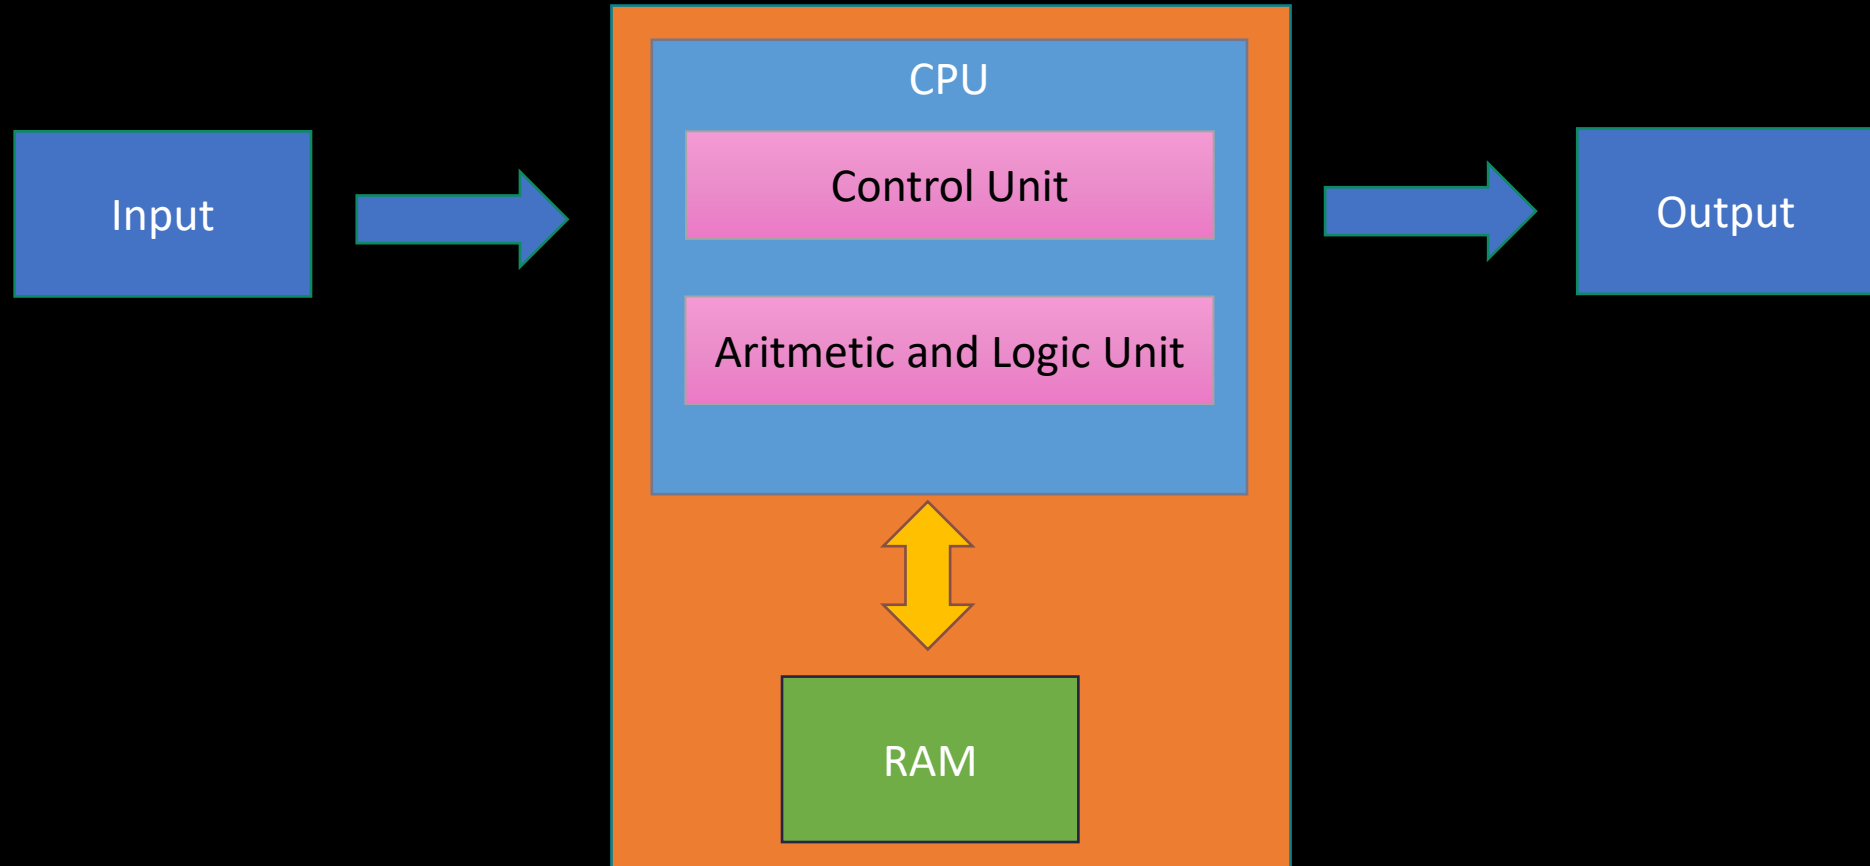 CPU
Input
Control Unit
Output
Aritmetic and Logic Unit
RAM